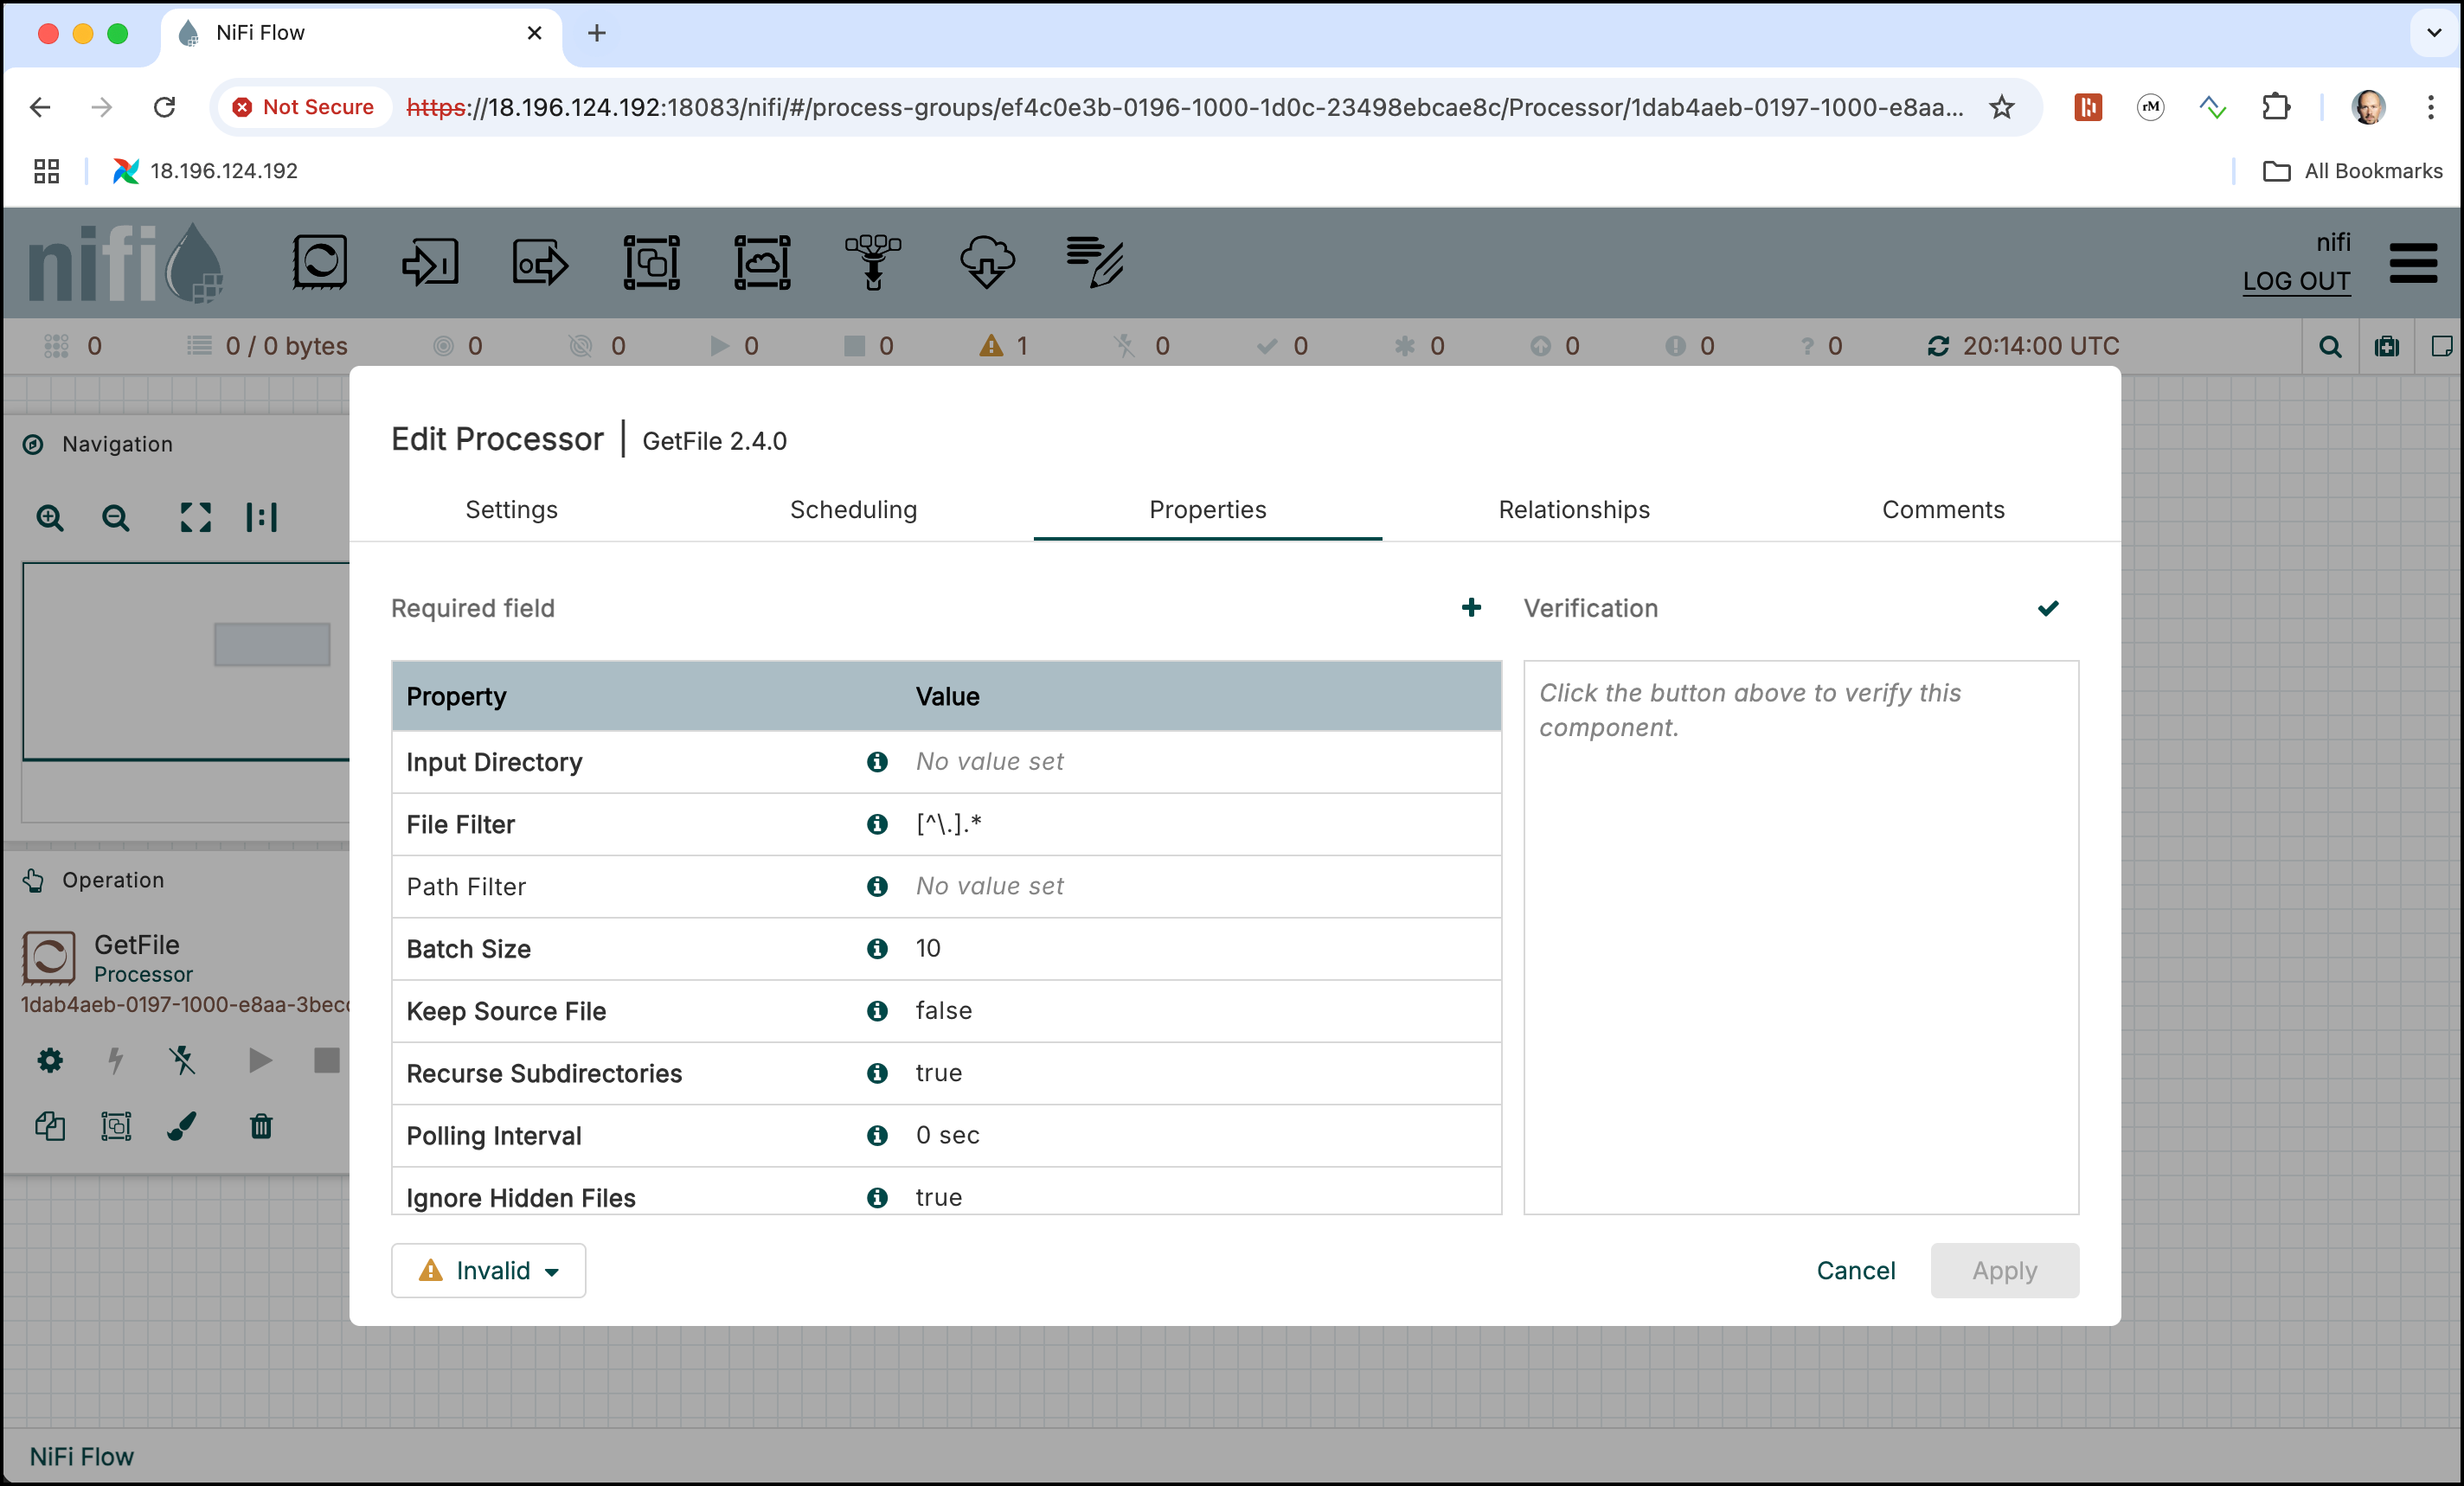 NiFi Flow
Not Secure https://18.196.124.192:18083/nifi/#/process-groups/ef4c0e3b-0196-1000-1d0c-23498ebcae8c/Processor/1dab4aeb-0197-1000-e8aa...
rM
18.196.124.192
All Bookmarks
nifi
nifi
LOG OUT
0
0 / 0 bytes
0
0
0
0
1
0
0
0
0
0
0
20:14:00 UTC
Navigation
Operation
GetFile
Processor
1dab4aeb-0197-1000-e8aa-3bec
Edit Processor | GetFile 2.4.0
Settings
Scheduling
Properties
Relationships
Comments
Required field
Verification
Property Value
Input Directory No value set
File Filter [^\.].*
Path Filter No value set
Batch Size 10
Keep Source File false
Recurse Subdirectories true
Polling Interval 0 sec
Ignore Hidden Files true
Click the button above to verify this
component.
Invalid
Cancel
Apply
NiFi Flow